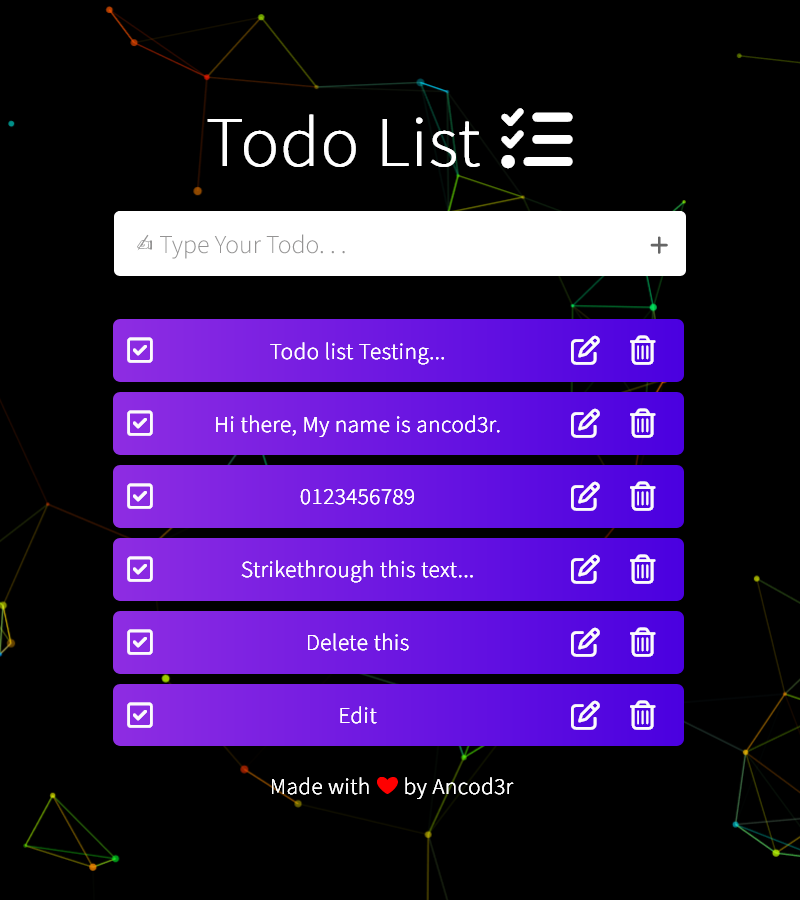 Todo List
✍ Type Your Todo. . .
Todo list Testing...
Hi there, My name is ancod3r.
0123456789
Strikethrough this text...
Delete this
Edit
Made with ❤ by Ancod3r